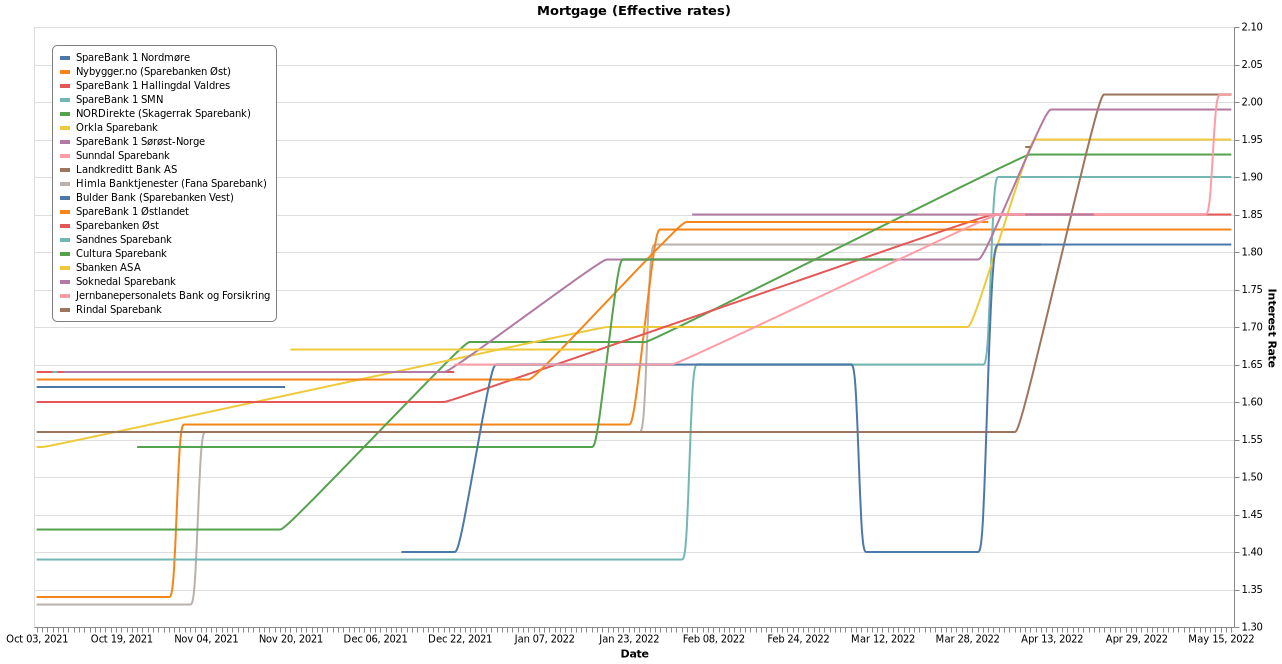 Mortgage (Effective rates)
SpareBank 1 Nordmøre
Nybygger.no (Sparebanken Øst)
SpareBank 1 Hallingdal Valdres
SpareBank 1 SMN
NORDirekte (Skagerrak Sparebank)
Orkla Sparebank
SpareBank 1 Sørøst-Norge
Sunndal Sparebank
Landkreditt Bank AS
Himla Banktjenester (Fana Sparebank)
Bulder Bank (Sparebanken Vest)
SpareBank 1 Østlandet
Sparebanken Øst
Sandnes Sparebank
Cultura Sparebank
Sbanken ASA
Soknedal Sparebank
Jernbanepersonalets Bank og Forsikring
Rindal Sparebank
2.10
2.05
2.00
1.95
1.90
1.85
1.80
1.75
1.70
1.65
1.60
1.55
1.50
1.45
1.40
1.35
1.30
Interest Rate
Oct 03, 2021
Oct 19, 2021
Nov 04, 2021
Nov 20, 2021
Dec 06, 2021
Dec 22, 2021
Jan 07, 2022
Jan 23, 2022
Feb 08, 2022
Feb 24, 2022
Mar 12, 2022
Mar 28, 2022
Apr 13, 2022
Apr 29, 2022
May 15, 2022
Date